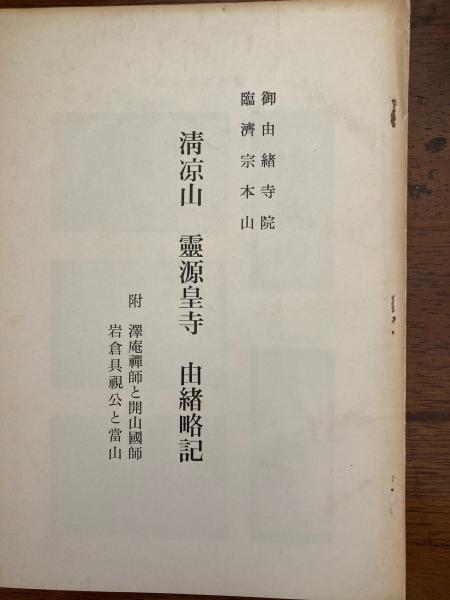 御由緒寺院
臨濟宗本山
淸凉山 靈源皇寺 由緒略記
附 澤庵禪師と開山國師
岩倉具視公と當山